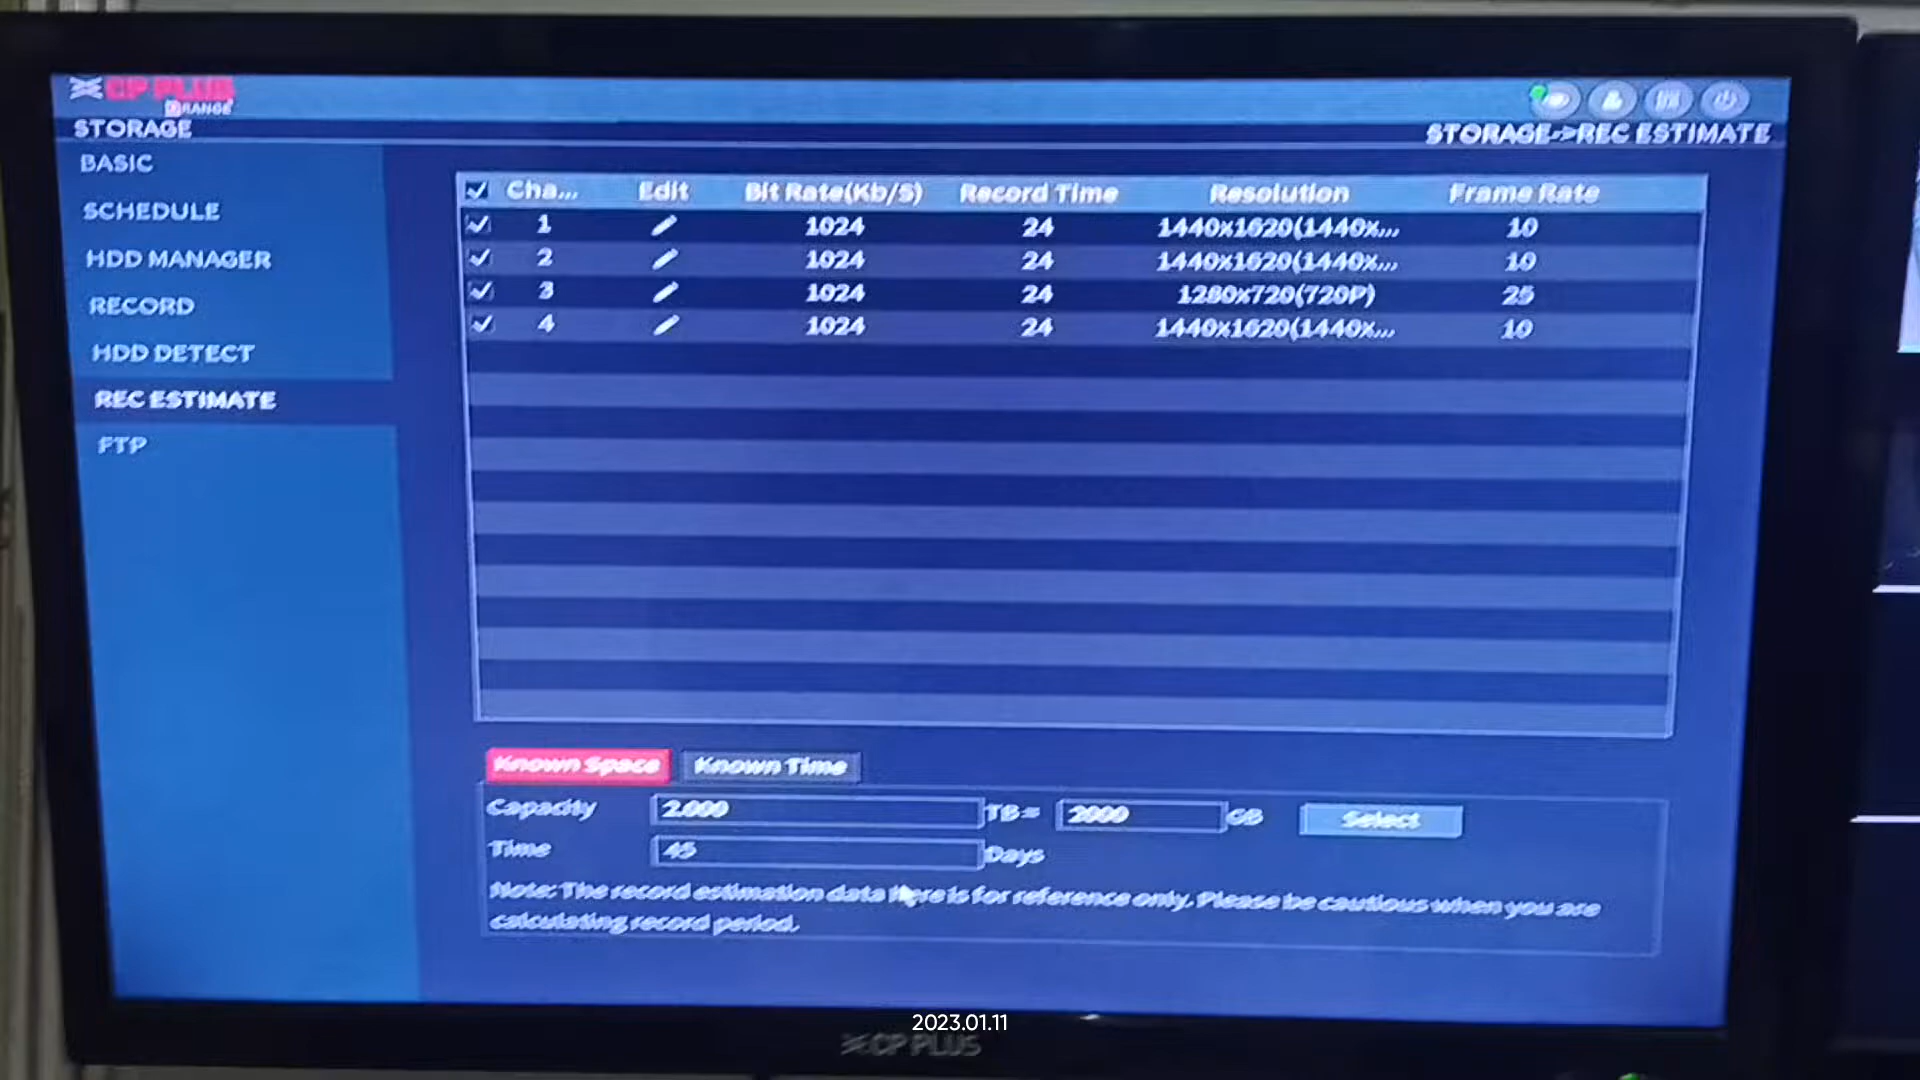 CP PLUS
ORANGE
STORAGE
STORAGE->REC ESTIMATE
BASIC
SCHEDULE
HDD MANAGER
RECORD
HDD DETECT
REC ESTIMATE
FTP
Cha... Edit Bit Rate(Kb/S) Record Time Resolution Frame Rate
1 1024 24 1440x1620(1440x... 10
2 1024 24 1440x1620(1440x... 10
3 1024 24 1280x720(720P) 25
4 1024 24 1440x1620(1440x... 10
Known Space Known Time
Capacity 2.000 TB= 2000 GB Select
Time 45 Days
Note: The record estimation data here is for reference only. Please be cautious when you are
calculating record period.
2023.01.11
CP PLUS